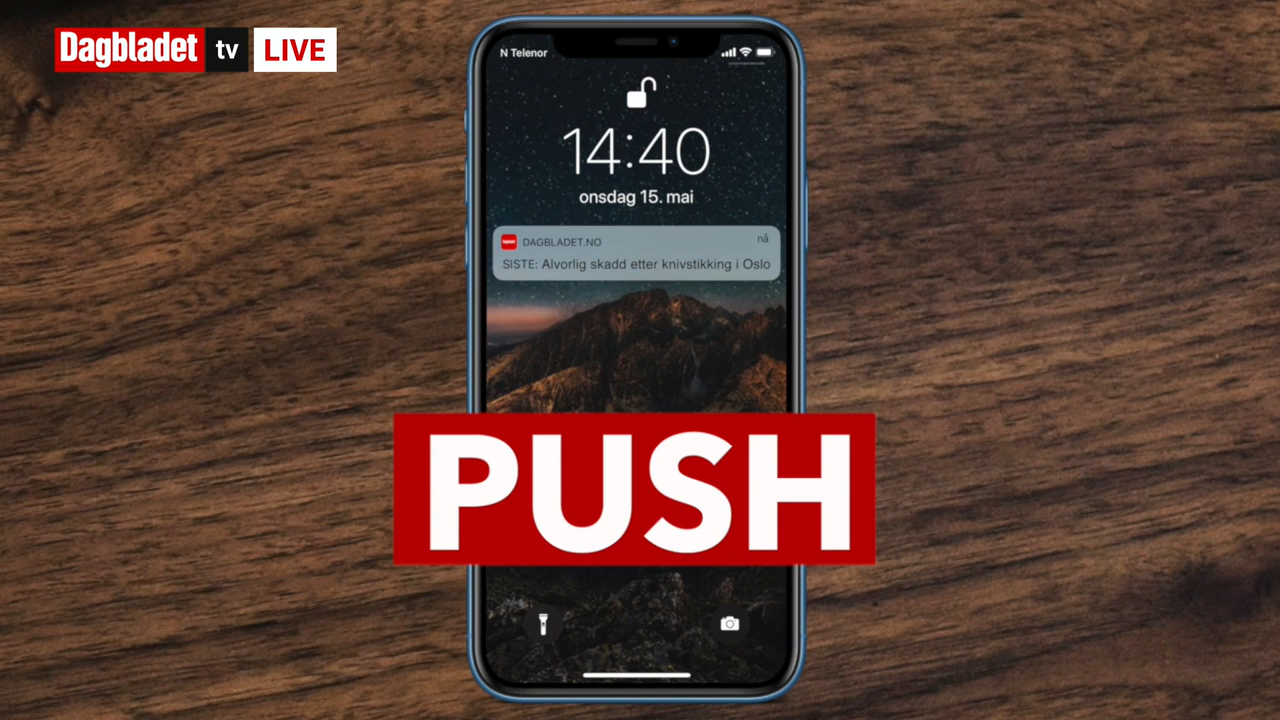 Dagbladet tv LIVE
N Telenor
14:40
onsdag 15. mai
DAGBLADET.NO nå
SISTE: Alvorlig skadd etter knivstikking i Oslo
PUSH